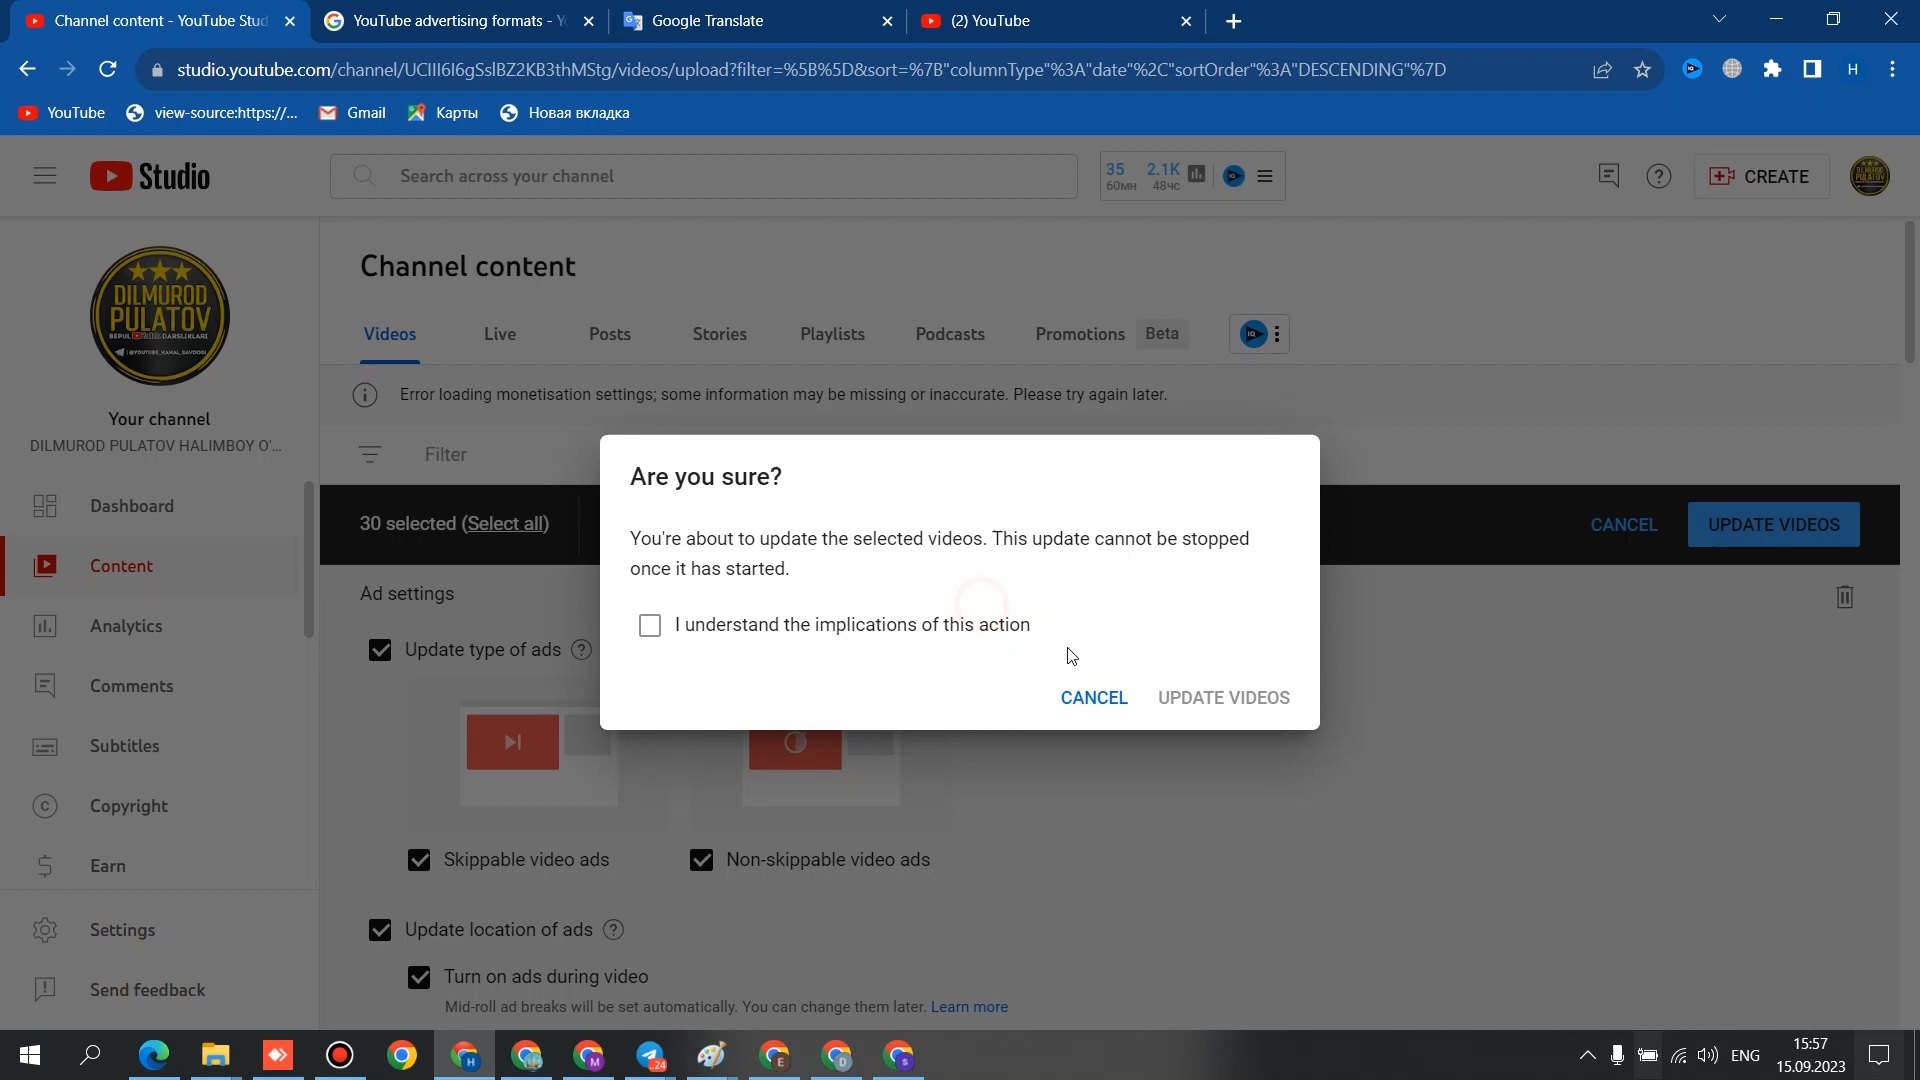 Channel content - YouTube Stud
YouTube advertising formats - Yo
Google Translate
(2) YouTube
studio.youtube.com/channel/UCIII6I6gSslBZ2KB3thMStg/videos/upload?filter=%5B%5D&sort=%7B"columnType"%3A"date"%2C"sortOrder"%3A"DESCENDING"%7D
H
YouTube
view-source:https://...
Gmail
Карты
Новая вкладка
Studio
Search across your channel
35 2.1K
60мн 48чс
CREATE
DILMUROD
PULATOV
Your channel
DILMUROD PULATOV HALIMBOY O'...
Dashboard
Content
Analytics
Comments
Subtitles
Copyright
Earn
Settings
Send feedback
Channel content
Videos
Live
Posts
Stories
Playlists
Podcasts
Promotions Beta
Error loading monetisation settings; some information may be missing or inaccurate. Please try again later.
Filter
30 selected (Select all)
CANCEL
UPDATE VIDEOS
Ad settings
Update type of ads
Skippable video ads
Non-skippable video ads
Update location of ads
Turn on ads during video
Mid-roll ad breaks will be set automatically. You can change them later. Learn more
Are you sure?
You're about to update the selected videos. This update cannot be stopped
once it has started.
I understand the implications of this action
CANCEL
UPDATE VIDEOS
ENG
15:57
15.09.2023